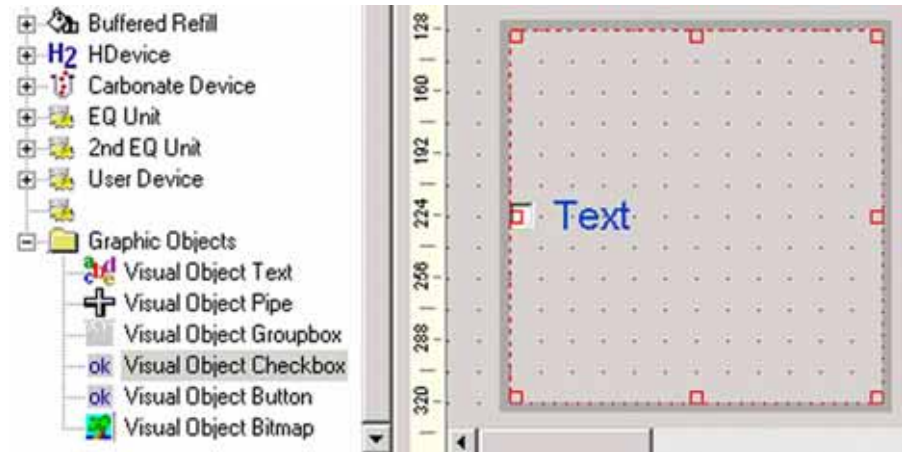 Buffered Refill
H2 HDevice
Carbonate Device
EQ Unit
2nd EQ Unit
User Device
Graphic Objects
abcde Visual Object Text
Visual Object Pipe
Visual Object Groupbox
ok Visual Object Checkbox
ok Visual Object Button
Visual Object Bitmap
128
160
192
224
256
288
320
Text